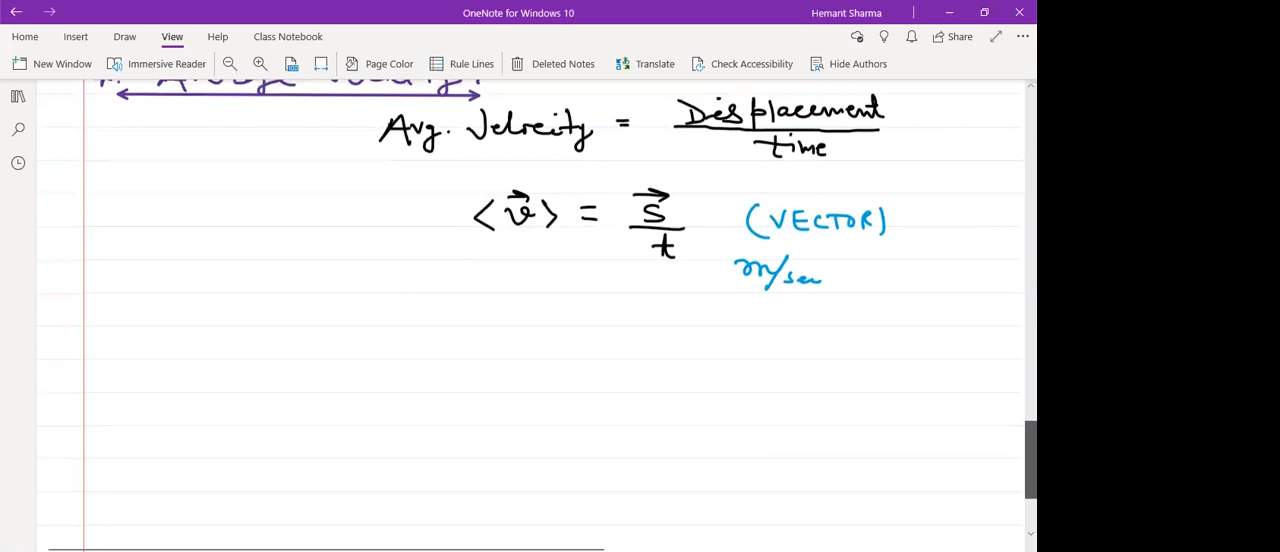 OneNote for Windows 10
Hemant Sharma
Home Insert Draw View Help Class Notebook
Share
New Window Immersive Reader Page Color Rule Lines Deleted Notes Translate Check Accessibility Hide Authors
Avg. Velocity = Displacement
time
<v⃗> = s⃗ (VECTOR)
t
m/sec